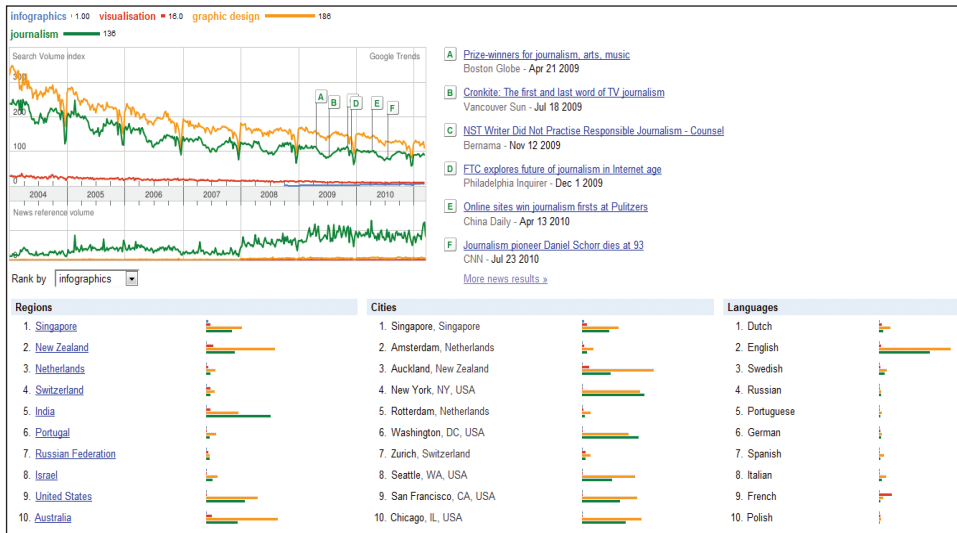 infographics 1.00 visualisation 16.0 graphic design 186
journalism 136
Search Volume index Google Trends
300
200
100
0
A B D E F
2004 2005 2006 2007 2008 2009 2010
News reference volume
0
A Prize-winners for journalism, arts, music
Boston Globe - Apr 21 2009
B Cronkite: The first and last word of TV journalism
Vancouver Sun - Jul 18 2009
C NST Writer Did Not Practise Responsible Journalism - Counsel
Bernama - Nov 12 2009
D FTC explores future of journalism in Internet age
Philadelphia Inquirer - Dec 1 2009
E Online sites win journalism firsts at Pulitzers
China Daily - Apr 13 2010
F Journalism pioneer Daniel Schorr dies at 93
CNN - Jul 23 2010
More news results »
Rank by infographics
Regions
1. Singapore
2. New Zealand
3. Netherlands
4. Switzerland
5. India
6. Portugal
7. Russian Federation
8. Israel
9. United States
10. Australia
Cities
1. Singapore, Singapore
2. Amsterdam, Netherlands
3. Auckland, New Zealand
4. New York, NY, USA
5. Rotterdam, Netherlands
6. Washington, DC, USA
7. Zurich, Switzerland
8. Seattle, WA, USA
9. San Francisco, CA, USA
10. Chicago, IL, USA
Languages
1. Dutch
2. English
3. Swedish
4. Russian
5. Portuguese
6. German
7. Spanish
8. Italian
9. French
10. Polish